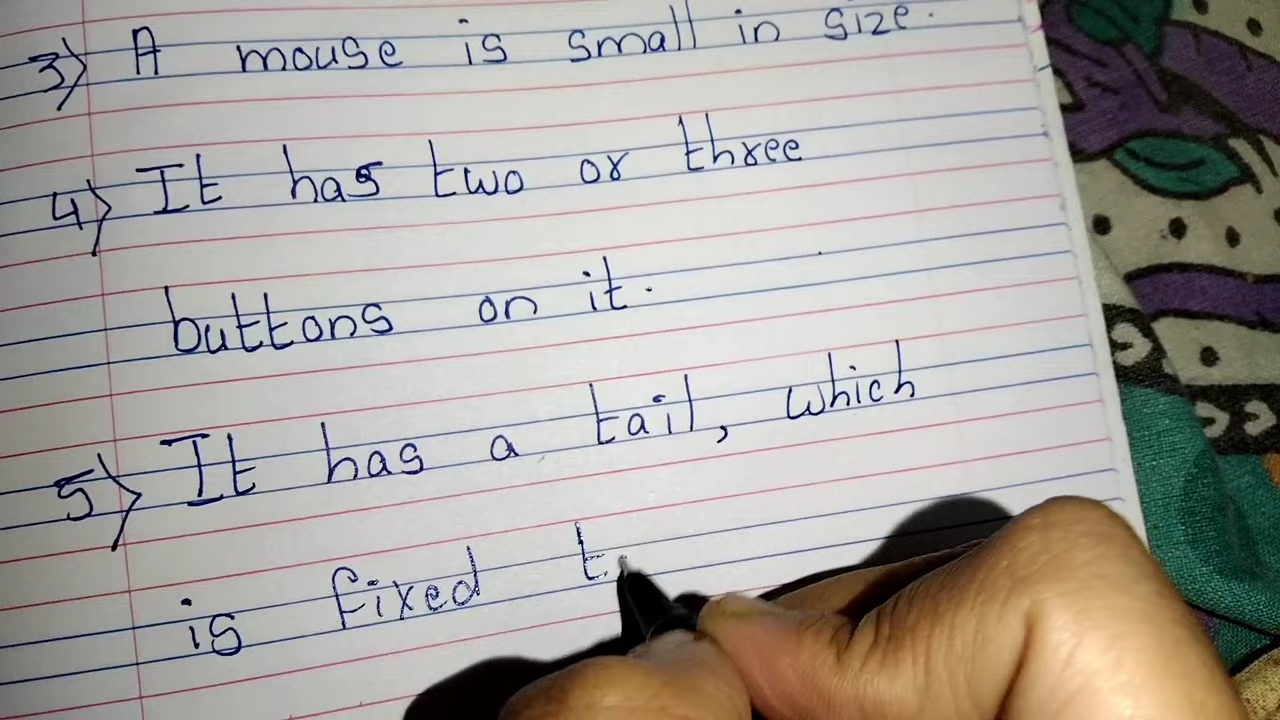 3) A mouse is small in size.
4) It has two or three
buttons on it.
5) It has a tail, which
is fixed t